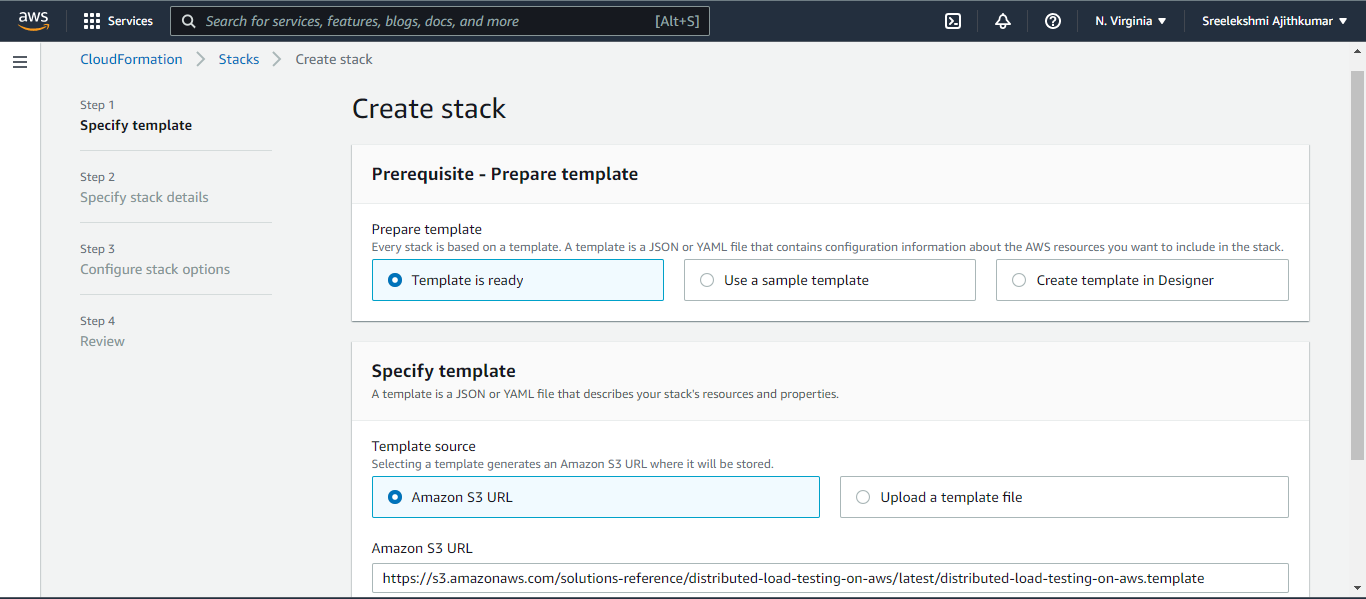 aws Services Search for services, features, blogs, docs, and more [Alt+S] N. Virginia Sreelekshmi Ajithkumar
CloudFormation Stacks Create stack
Step 1
Specify template
Step 2
Specify stack details
Step 3
Configure stack options
Step 4
Review
Create stack
Prerequisite - Prepare template
Prepare template
Every stack is based on a template. A template is a JSON or YAML file that contains configuration information about the AWS resources you want to include in the stack.
Template is ready Use a sample template Create template in Designer
Specify template
A template is a JSON or YAML file that describes your stack's resources and properties.
Template source
Selecting a template generates an Amazon S3 URL where it will be stored.
Amazon S3 URL Upload a template file
Amazon S3 URL
https://s3.amazonaws.com/solutions-reference/distributed-load-testing-on-aws/latest/distributed-load-testing-on-aws.template